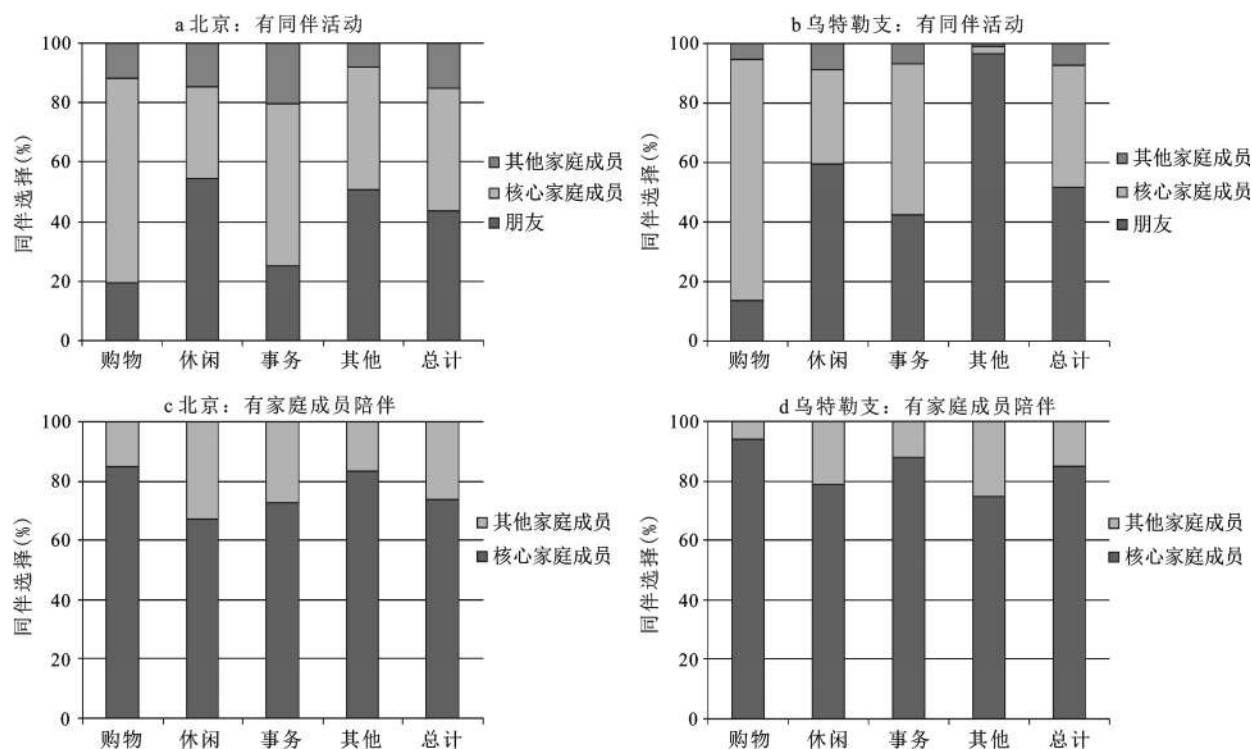 a 北京：有同伴活动
100
80
60
40
20
0
同伴选择(%)
购物 休闲 事务 其他 总计
其他家庭成员
核心家庭成员
朋友
b 乌特勒支：有同伴活动
100
80
60
40
20
0
同伴选择(%)
购物 休闲 事务 其他 总计
其他家庭成员
核心家庭成员
朋友
c 北京：有家庭成员陪伴
100
80
60
40
20
0
同伴选择(%)
购物 休闲 事务 其他 总计
其他家庭成员
核心家庭成员
d 乌特勒支：有家庭成员陪伴
100
80
60
40
20
0
同伴选择(%)
购物 休闲 事务 其他 总计
其他家庭成员
核心家庭成员